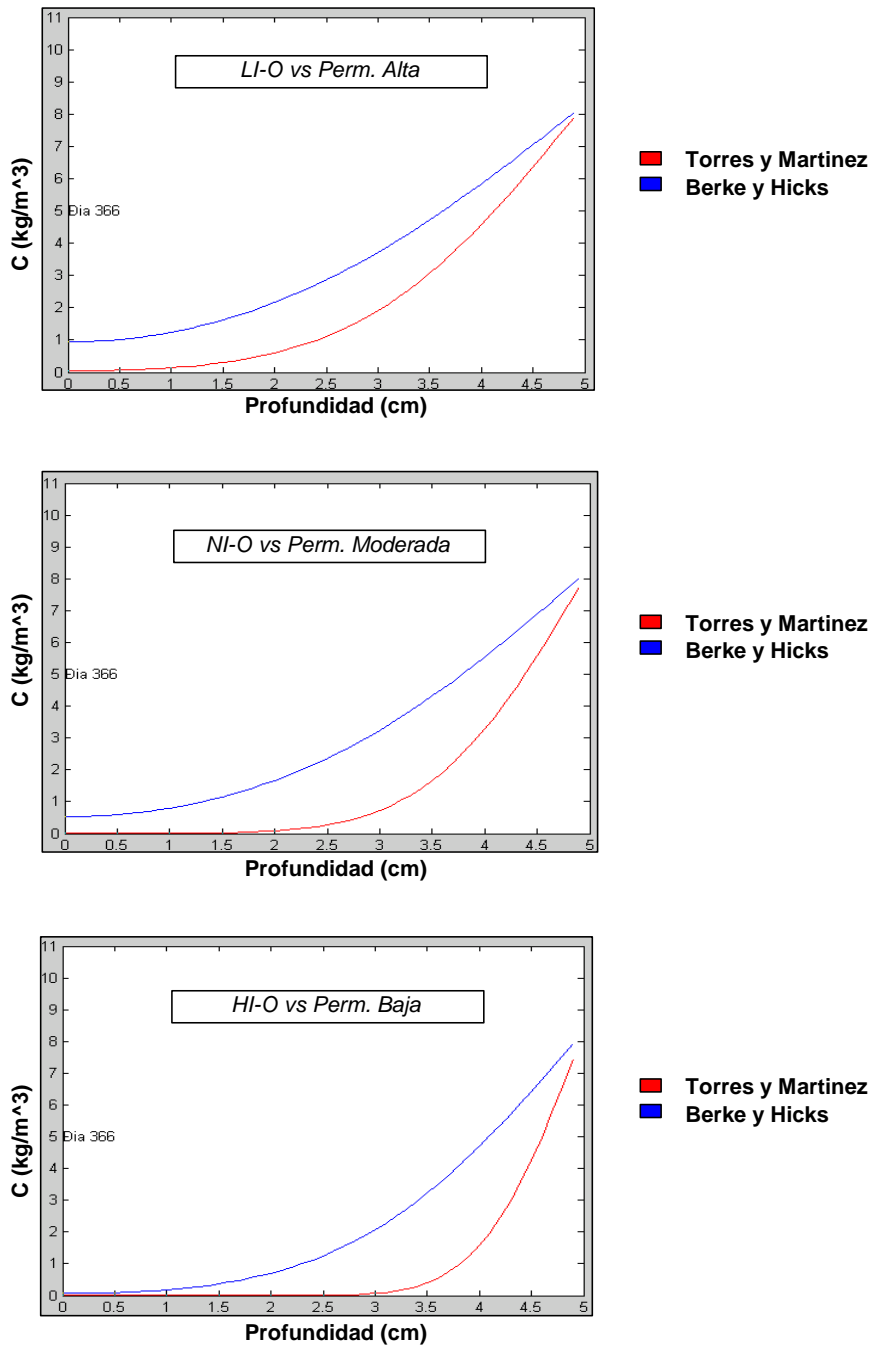 11
10
9
8
7
6
5
4
3
2
1
0
C (kg/m^3)
LI-O vs Perm. Alta
Dia 366
0 0.5 1 1.5 2 2.5 3 3.5 4 4.5 5
Profundidad (cm)
Torres y Martinez
Berke y Hicks
11
10
9
8
7
6
5
4
3
2
1
0
C (kg/m^3)
NI-O vs Perm. Moderada
Dia 366
0 0.5 1 1.5 2 2.5 3 3.5 4 4.5 5
Profundidad (cm)
Torres y Martinez
Berke y Hicks
11
10
9
8
7
6
5
4
3
2
1
0
C (kg/m^3)
HI-O vs Perm. Baja
Dia 366
0 0.5 1 1.5 2 2.5 3 3.5 4 4.5 5
Profundidad (cm)
Torres y Martinez
Berke y Hicks